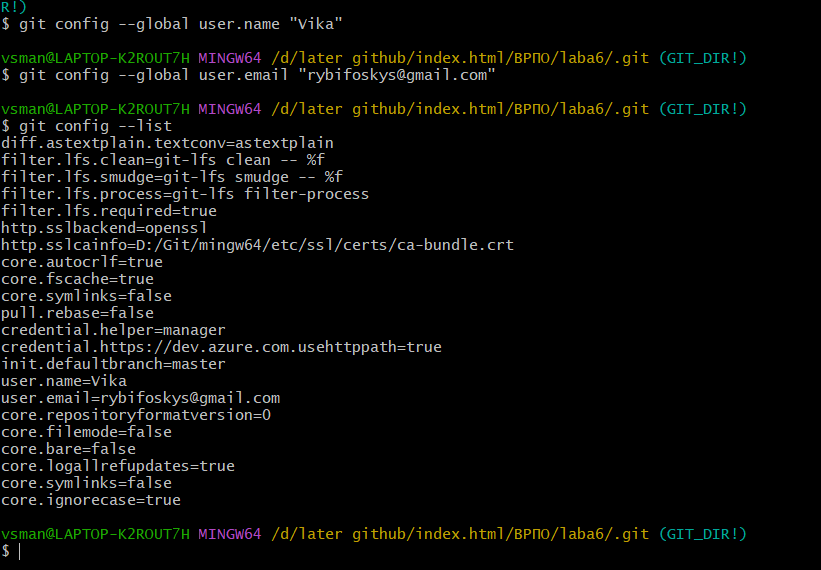 R!)
$ git config --global user.name "Vika"
vsman@LAPTOP-K2ROUT7H MINGW64 /d/later github/index.html/ВРПО/laba6/.git (GIT_DIR!)
$ git config --global user.email "rybifoskys@gmail.com"
vsman@LAPTOP-K2ROUT7H MINGW64 /d/later github/index.html/ВРПО/laba6/.git (GIT_DIR!)
$ git config --list
diff.astextplain.textconv=astextplain
filter.lfs.clean=git-lfs clean -- %f
filter.lfs.smudge=git-lfs smudge -- %f
filter.lfs.process=git-lfs filter-process
filter.lfs.required=true
http.sslbackend=openssl
http.sslcainfo=D:/Git/mingw64/etc/ssl/certs/ca-bundle.crt
core.autocrlf=true
core.fscache=true
core.symlinks=false
pull.rebase=false
credential.helper=manager
credential.https://dev.azure.com.usehttppath=true
init.defaultbranch=master
user.name=Vika
user.email=rybifoskys@gmail.com
core.repositoryformatversion=0
core.filemode=false
core.bare=false
core.logallrefupdates=true
core.symlinks=false
core.ignorecase=true
vsman@LAPTOP-K2ROUT7H MINGW64 /d/later github/index.html/ВРПО/laba6/.git (GIT_DIR!)
$